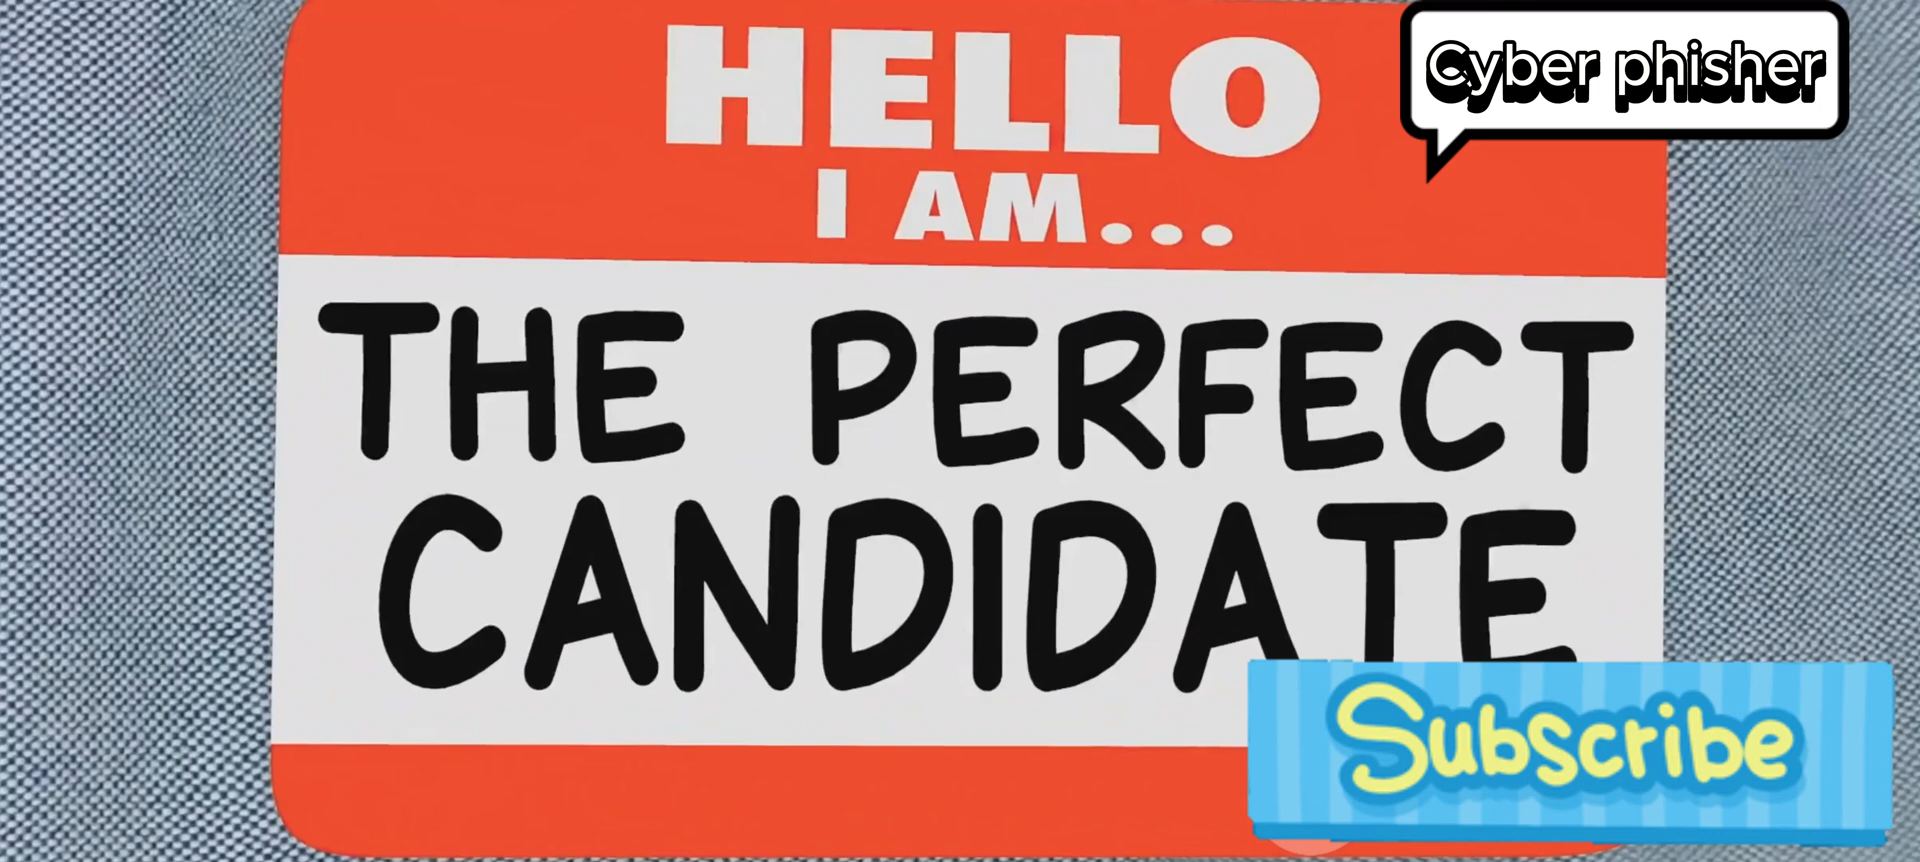 HELLO
I AM...
Cyber phisher
THE PERFECT
CANDIDATE
Subscribe